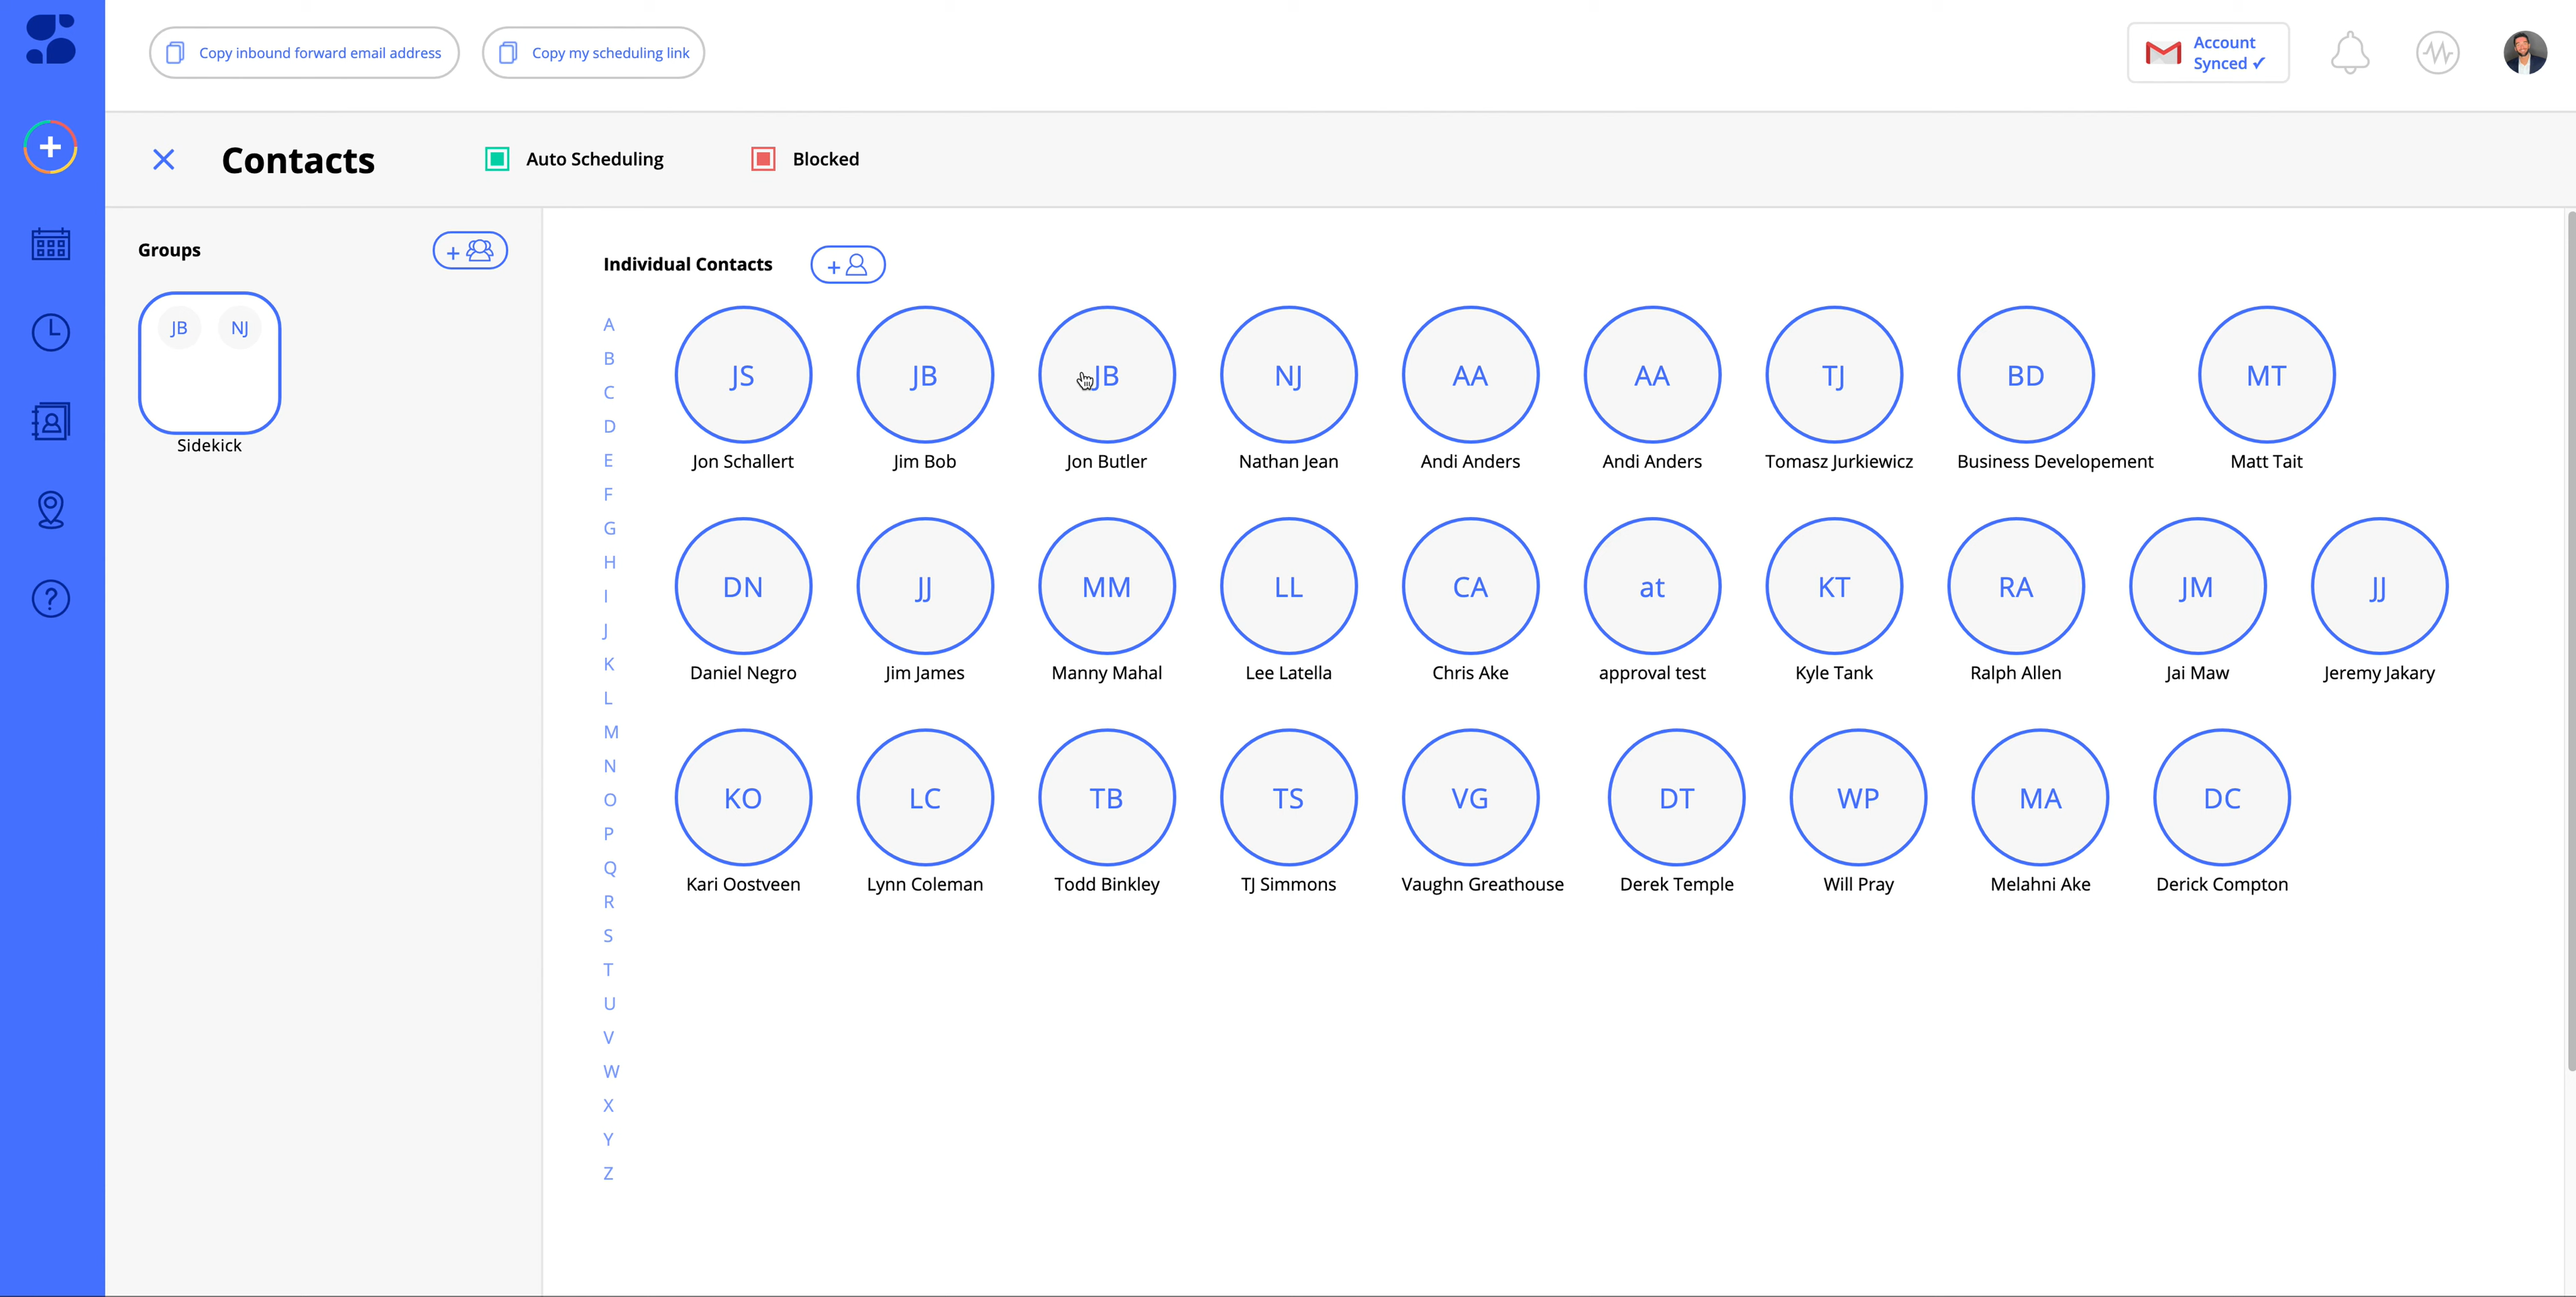 Copy inbound forward email address
Copy my scheduling link
Account
Synced ✓
Contacts
Auto Scheduling
Blocked
Groups
JB NJ
Sidekick
Individual Contacts
A
B
C
D
E
F
G
H
I
J
K
L
M
N
O
P
Q
R
S
T
U
V
W
X
Y
Z
JS JB JB NJ AA AA TJ BD MT
Jon Schallert Jim Bob Jon Butler Nathan Jean Andi Anders Andi Anders Tomasz Jurkiewicz Business Developement Matt Tait
DN JJ MM LL CA at KT RA JM JJ
Daniel Negro Jim James Manny Mahal Lee Latella Chris Ake approval test Kyle Tank Ralph Allen Jai Maw Jeremy Jakary
KO LC TB TS VG DT WP MA DC
Kari Oostveen Lynn Coleman Todd Binkley TJ Simmons Vaughn Greathouse Derek Temple Will Pray Melahni Ake Derick Compton